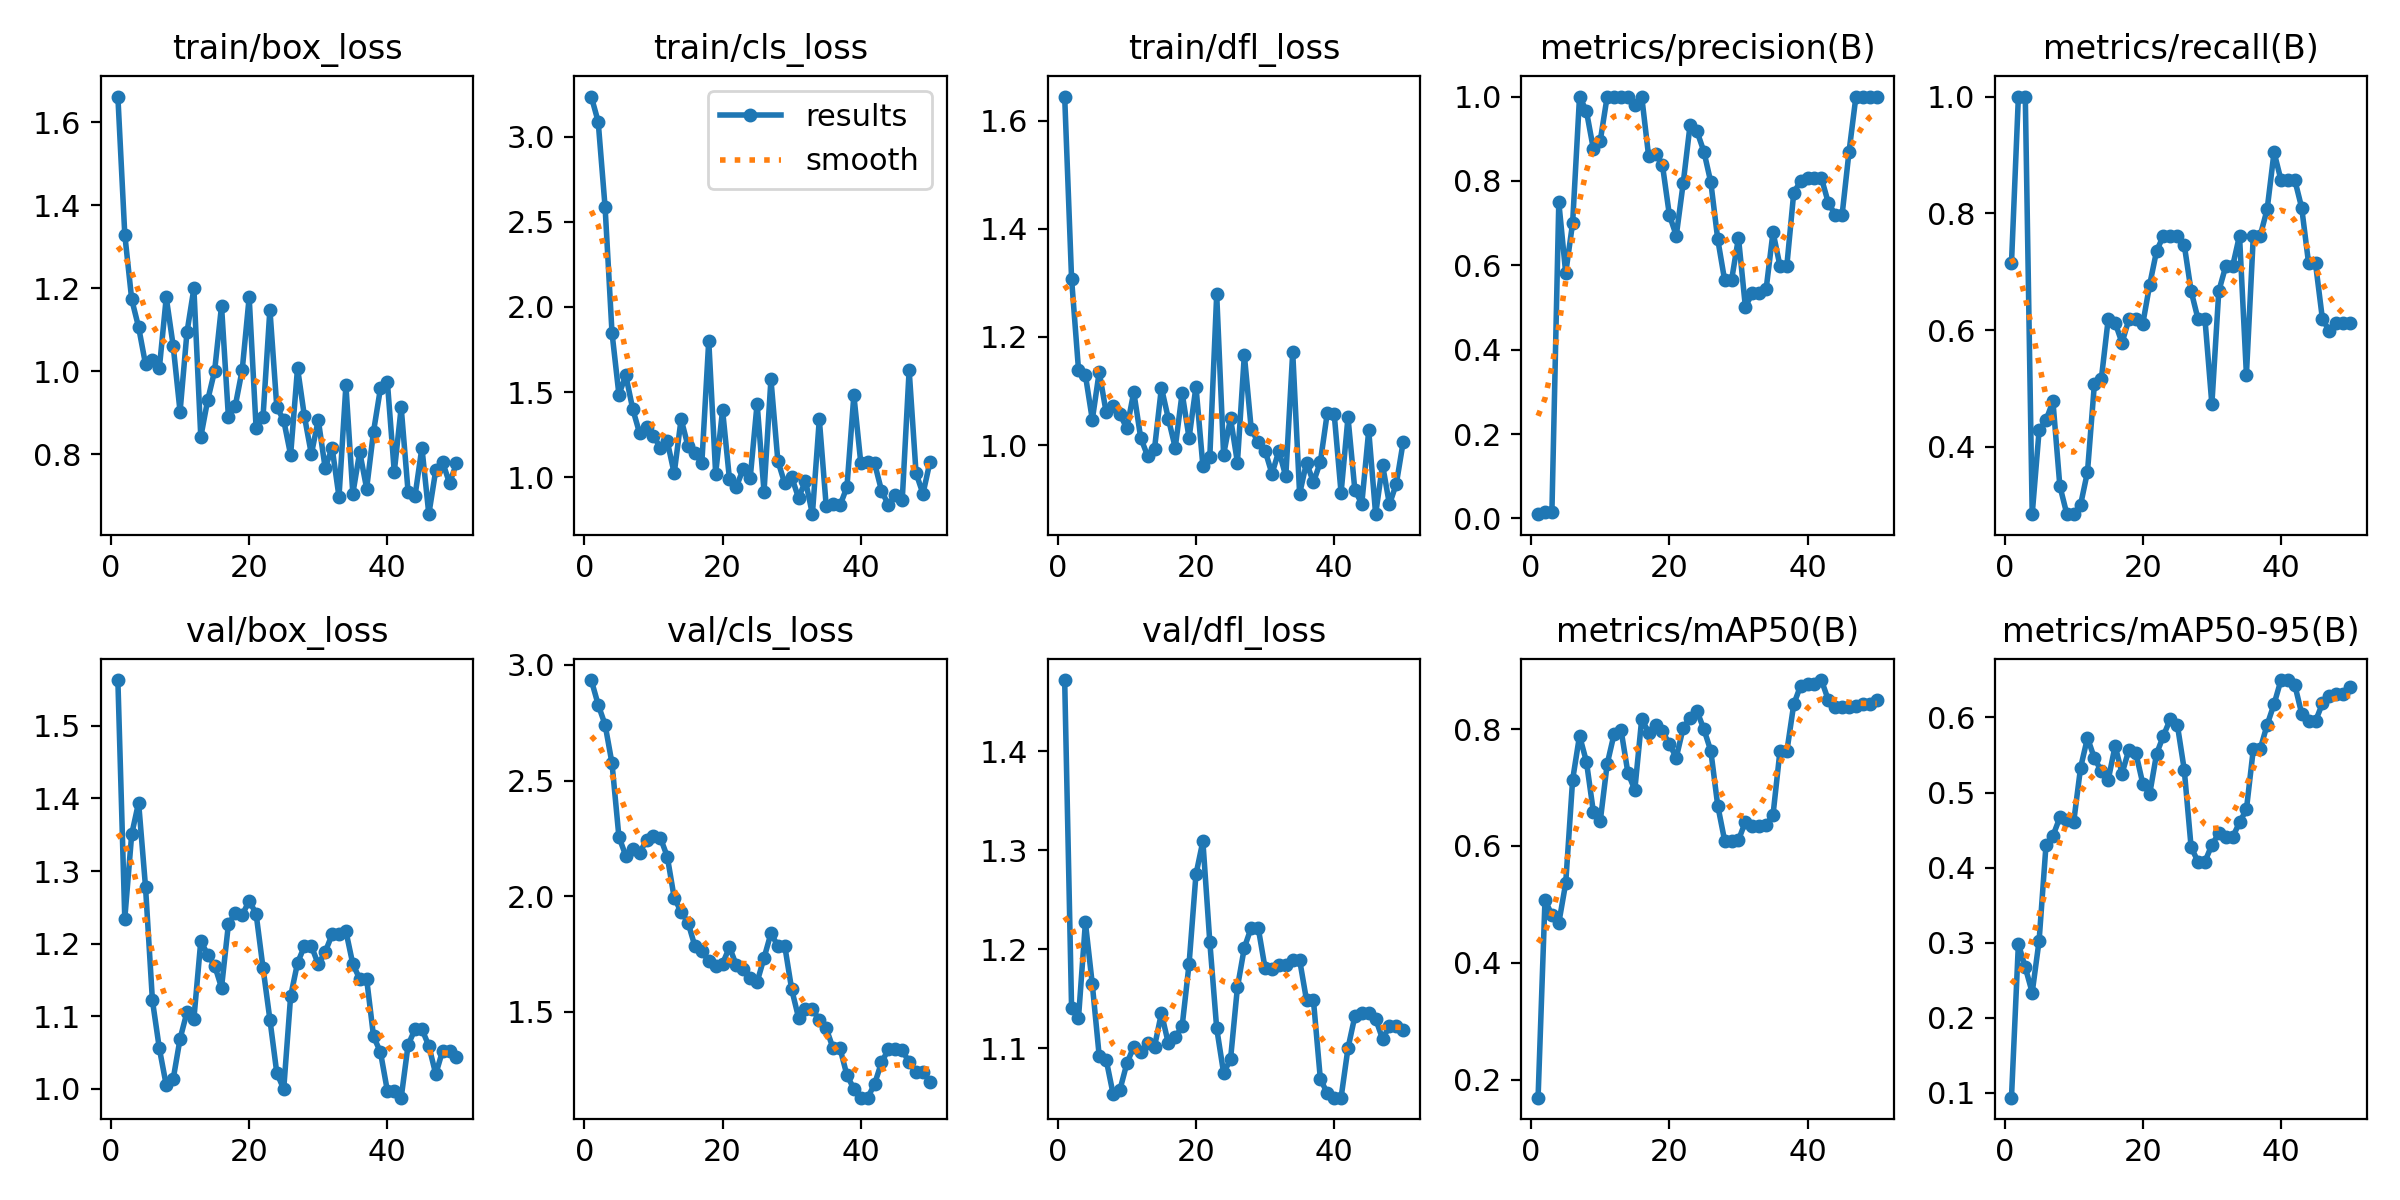 train/box_loss
1.6
1.4
1.2
1.0
0.8
0 20 40
train/cls_loss
results
smooth
3.0
2.5
2.0
1.5
1.0
0 20 40
train/dfl_loss
1.6
1.4
1.2
1.0
0 20 40
metrics/precision(B)
1.0
0.8
0.6
0.4
0.2
0.0
0 20 40
metrics/recall(B)
1.0
0.8
0.6
0.4
0 20 40
val/box_loss
1.5
1.4
1.3
1.2
1.1
1.0
0 20 40
val/cls_loss
3.0
2.5
2.0
1.5
0 20 40
val/dfl_loss
1.4
1.3
1.2
1.1
0 20 40
metrics/mAP50(B)
0.8
0.6
0.4
0.2
0 20 40
metrics/mAP50-95(B)
0.6
0.5
0.4
0.3
0.2
0.1
0 20 40